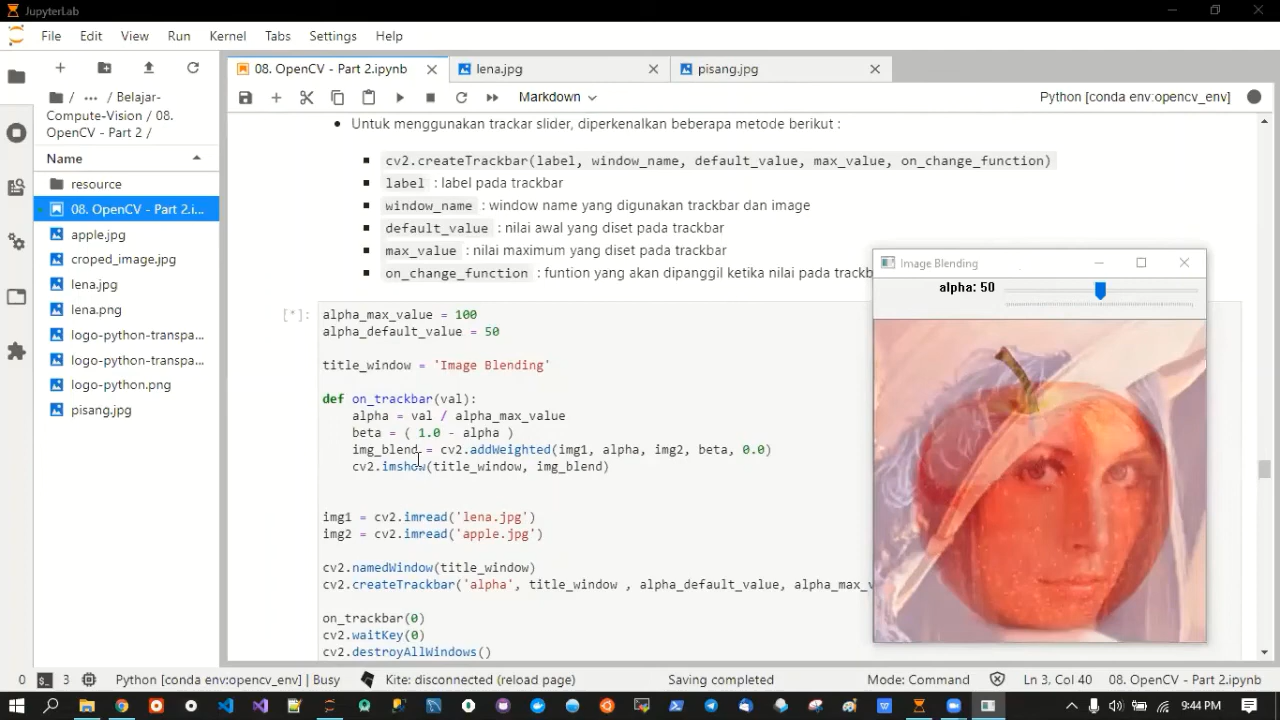 JupyterLab
File Edit View Run Kernel Tabs Settings Help
08. OpenCV - Part 2.ipynb
lena.jpg
pisang.jpg
Markdown
Python [conda env:opencv_env]
/ ··· / Belajar-
Compute-Vision / 08.
OpenCV - Part 2 /
Name
resource
08. OpenCV - Part 2.i...
apple.jpg
croped_image.jpg
lena.jpg
lena.png
logo-python-transpa...
logo-python-transpa...
logo-python.png
pisang.jpg
Untuk menggunakan trackar slider, diperkenalkan beberapa metode berikut :
cv2.createTrackbar(label, window_name, default_value, max_value, on_change_function)
label : label pada trackbar
window_name : window name yang digunakan trackbar dan image
default_value : nilai awal yang diset pada trackbar
max_value : nilai maximum yang diset pada trackbar
on_change_function : funtion yang akan dipanggil ketika nilai pada trackb
[*]:
alpha_max_value = 100
alpha_default_value = 50
title_window = 'Image Blending'
def on_trackbar(val):
alpha = val / alpha_max_value
beta = ( 1.0 - alpha )
img_blend = cv2.addWeighted(img1, alpha, img2, beta, 0.0)
cv2.imshow(title_window, img_blend)
img1 = cv2.imread('lena.jpg')
img2 = cv2.imread('apple.jpg')
cv2.namedWindow(title_window)
cv2.createTrackbar('alpha', title_window , alpha_default_value, alpha_max_v
on_trackbar(0)
cv2.waitKey(0)
cv2.destroyAllWindows()
Image Blending
alpha: 50
0 3 Python [conda env:opencv_env] | Busy Kite: disconnected (reload page) Saving completed Mode: Command Ln 3, Col 40 08. OpenCV - Part 2.ipynb
9:44 PM